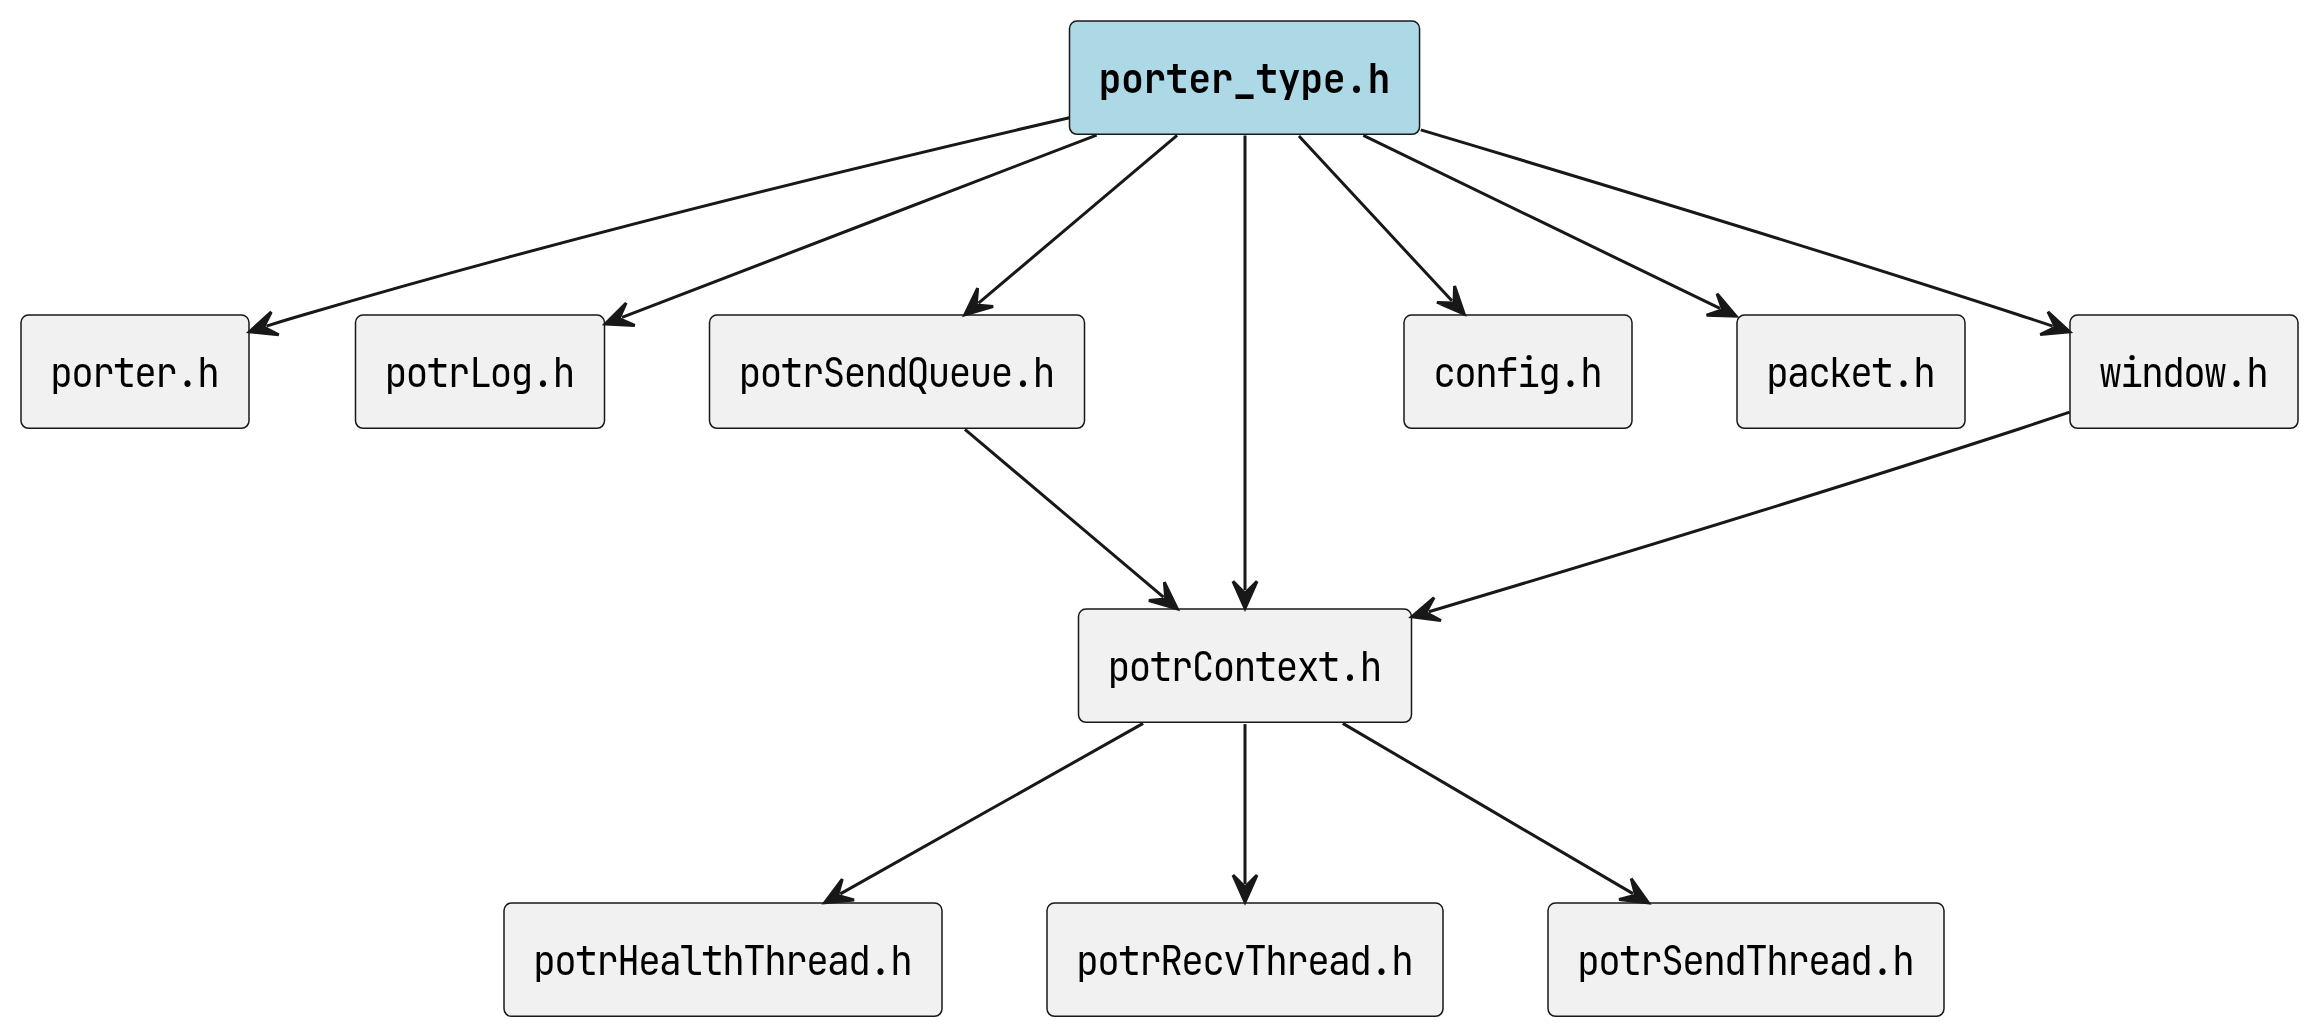 porter_type.h
porter.h
potrLog.h
potrSendQueue.h
config.h
packet.h
window.h
potrContext.h
potrHealthThread.h
potrRecvThread.h
potrSendThread.h